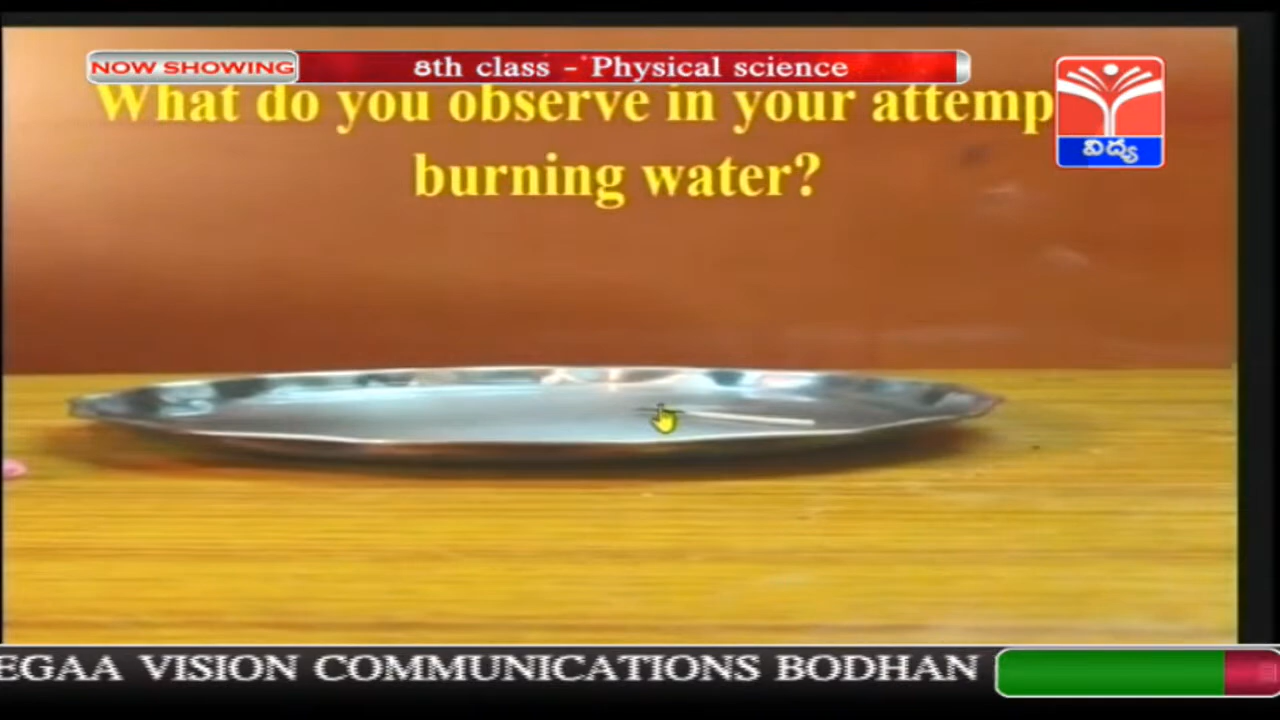 NOW SHOWING
8th class - Physical science
What do you observe in your attemp
burning water?
విద్య
EGAA VISION COMMUNICATIONS BODHAN